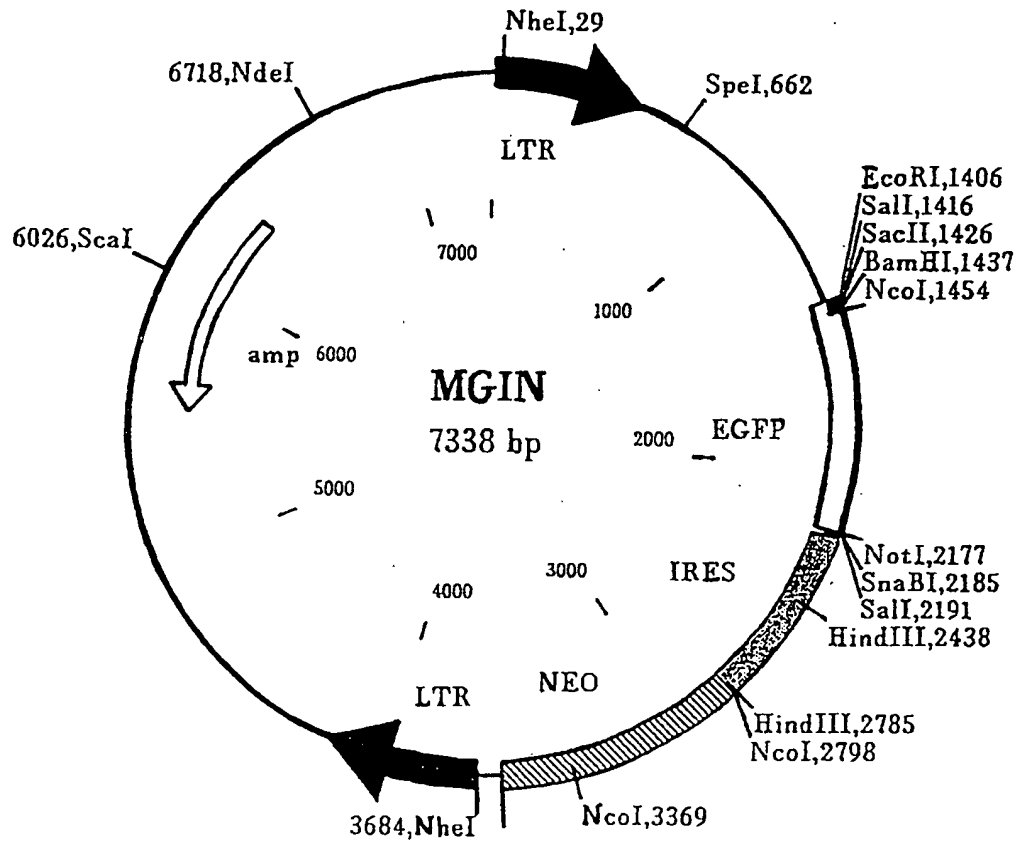 NheI,29
6718,NdeI
SpeI,662
LTR
EcoRI,1406
SalI,1416
SacII,1426
BamHI,1437
NcoI,1454
6026,ScaI
7000
1000
amp
6000
MGIN
7338 bp
2000
EGFP
5000
NotI,2177
SnaBI,2185
SalI,2191
HindIII,2438
IRES
3000
4000
NEO
LTR
HindIII,2785
NcoI,2798
NcoI,3369
3684,NheI